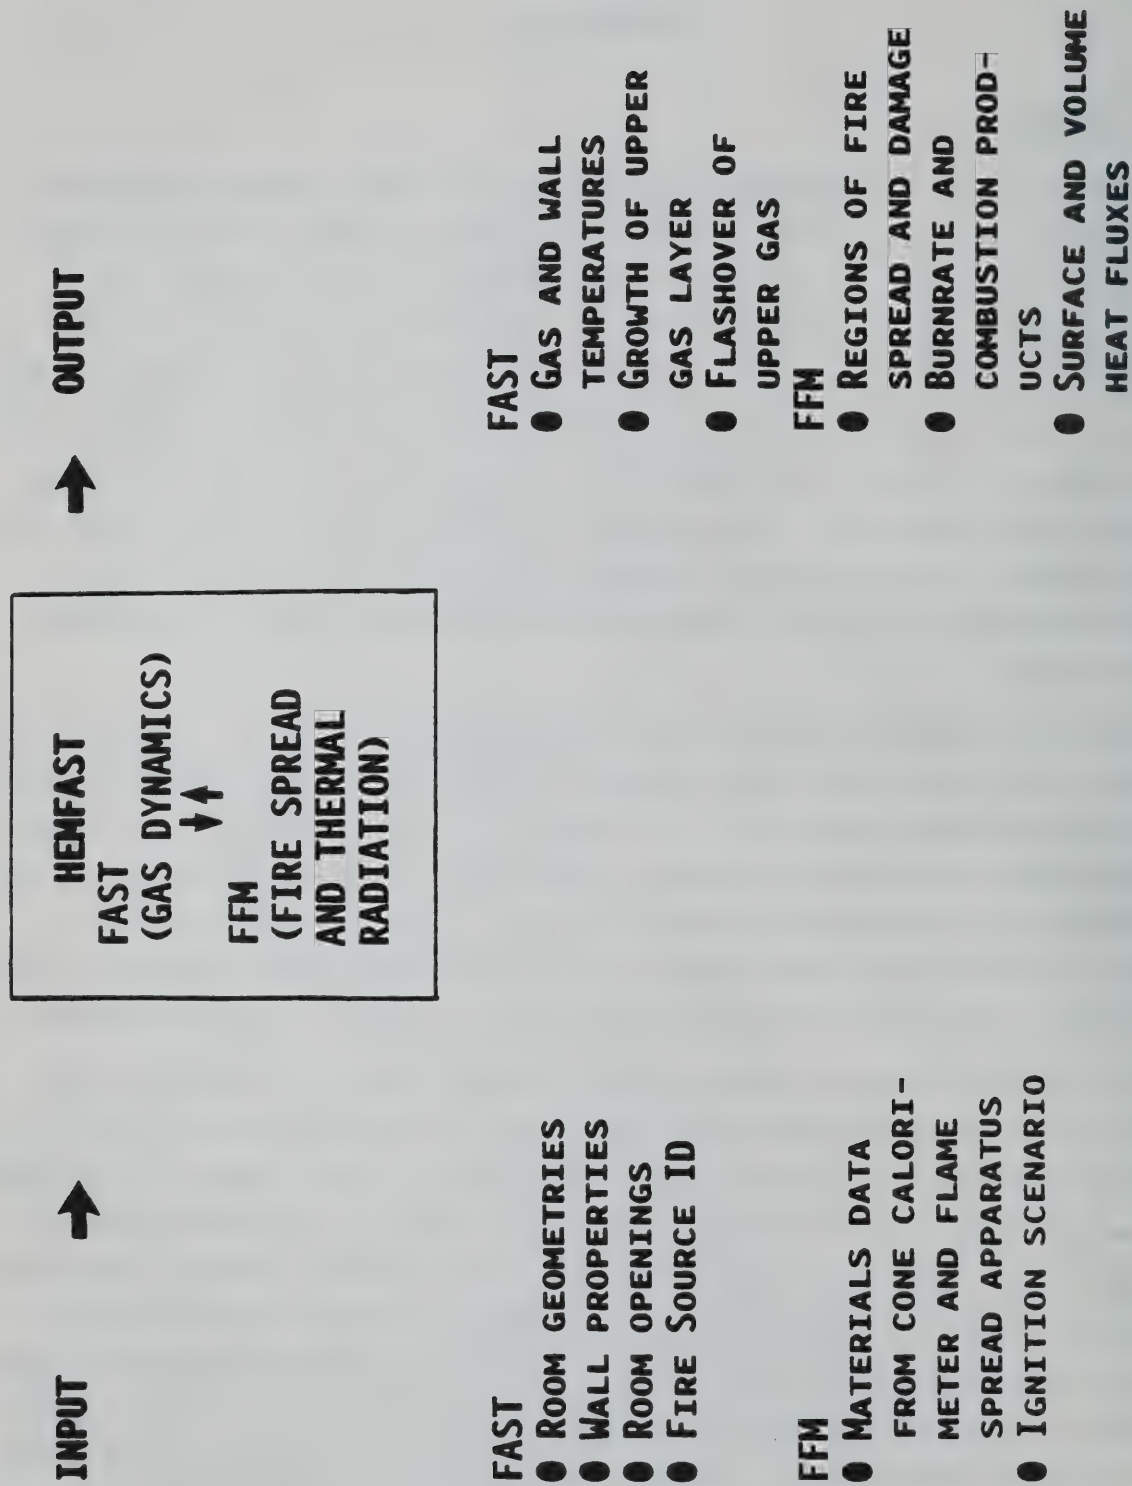 INPUT
HEMFAST
FAST
(GAS DYNAMICS)
FFM
(FIRE SPREAD
AND THERMAL
RADIATION)
OUTPUT
FAST
● ROOM GEOMETRIES
● WALL PROPERTIES
● ROOM OPENINGS
● FIRE SOURCE ID
FFM
● MATERIALS DATA
FROM CONE CALORI-
METER AND FLAME
SPREAD APPARATUS
● IGNITION SCENARIO
FAST
● GAS AND WALL
TEMPERATURES
● GROWTH OF UPPER
GAS LAYER
● FLASHOVER OF
UPPER GAS
FFM
● REGIONS OF FIRE
SPREAD AND DAMAGE
● BURNRATE AND
COMBUSTION PROD-
UCTS
● SURFACE AND VOLUME
HEAT FLUXES